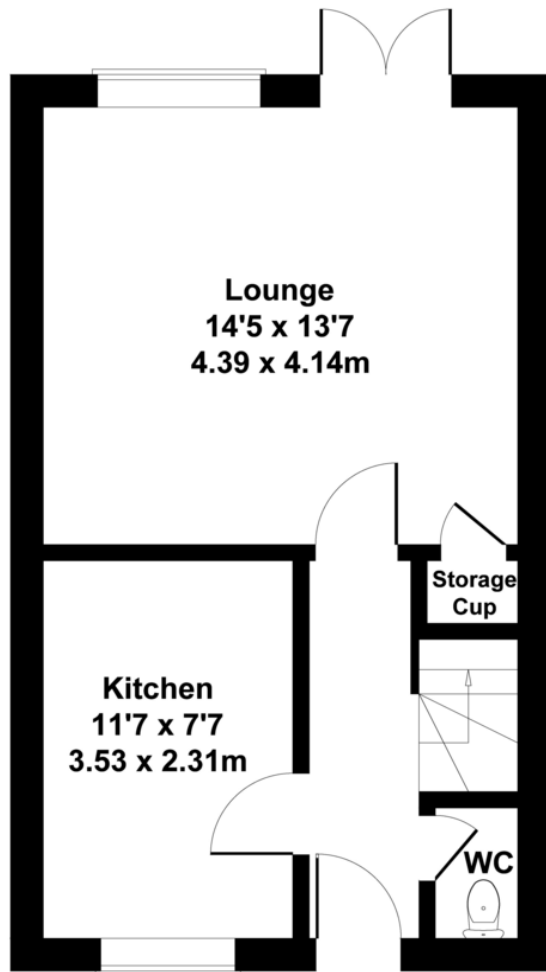 Lounge
14'5 x 13'7
4.39 x 4.14m
Storage
Cup
Kitchen
11'7 x 7'7
3.53 x 2.31m
WC